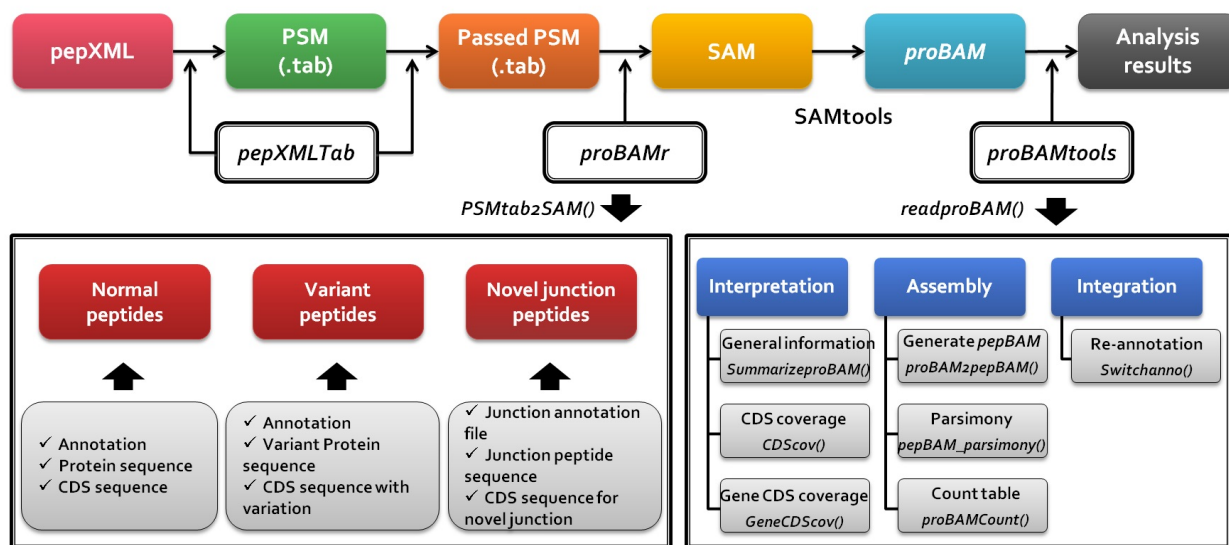 pepXML
PSM
(.tab)
Passed PSM
(.tab)
SAM
proBAM
Analysis
results
SAMtools
pepXMLTab
proBAMr
proBAMtools
PSMtab2SAM()
readproBAM()
Normal
peptides
Variant
peptides
Novel junction
peptides
✓ Annotation
✓ Protein sequence
✓ CDS sequence
✓ Annotation
✓ Variant Protein
sequence
✓ CDS sequence with
variation
✓ Junction annotation
file
✓ Junction peptide
sequence
✓ CDS sequence for
novel junction
Interpretation
Assembly
Integration
General information
SummarizeproBAM()
CDS coverage
CDScov()
Gene CDS coverage
GeneCDScov()
Generate pepBAM
proBAM2pepBAM()
Parsimony
pepBAM_parsimony()
Count table
proBAMCount()
Re-annotation
Switchanno()